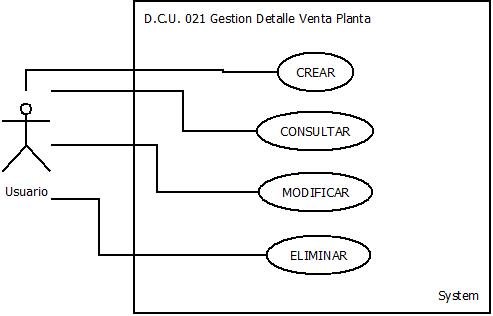 D.C.U. 021 Gestion Detalle Venta Planta
CREAR
CONSULTAR
MODIFICAR
Usuario
ELIMINAR
System